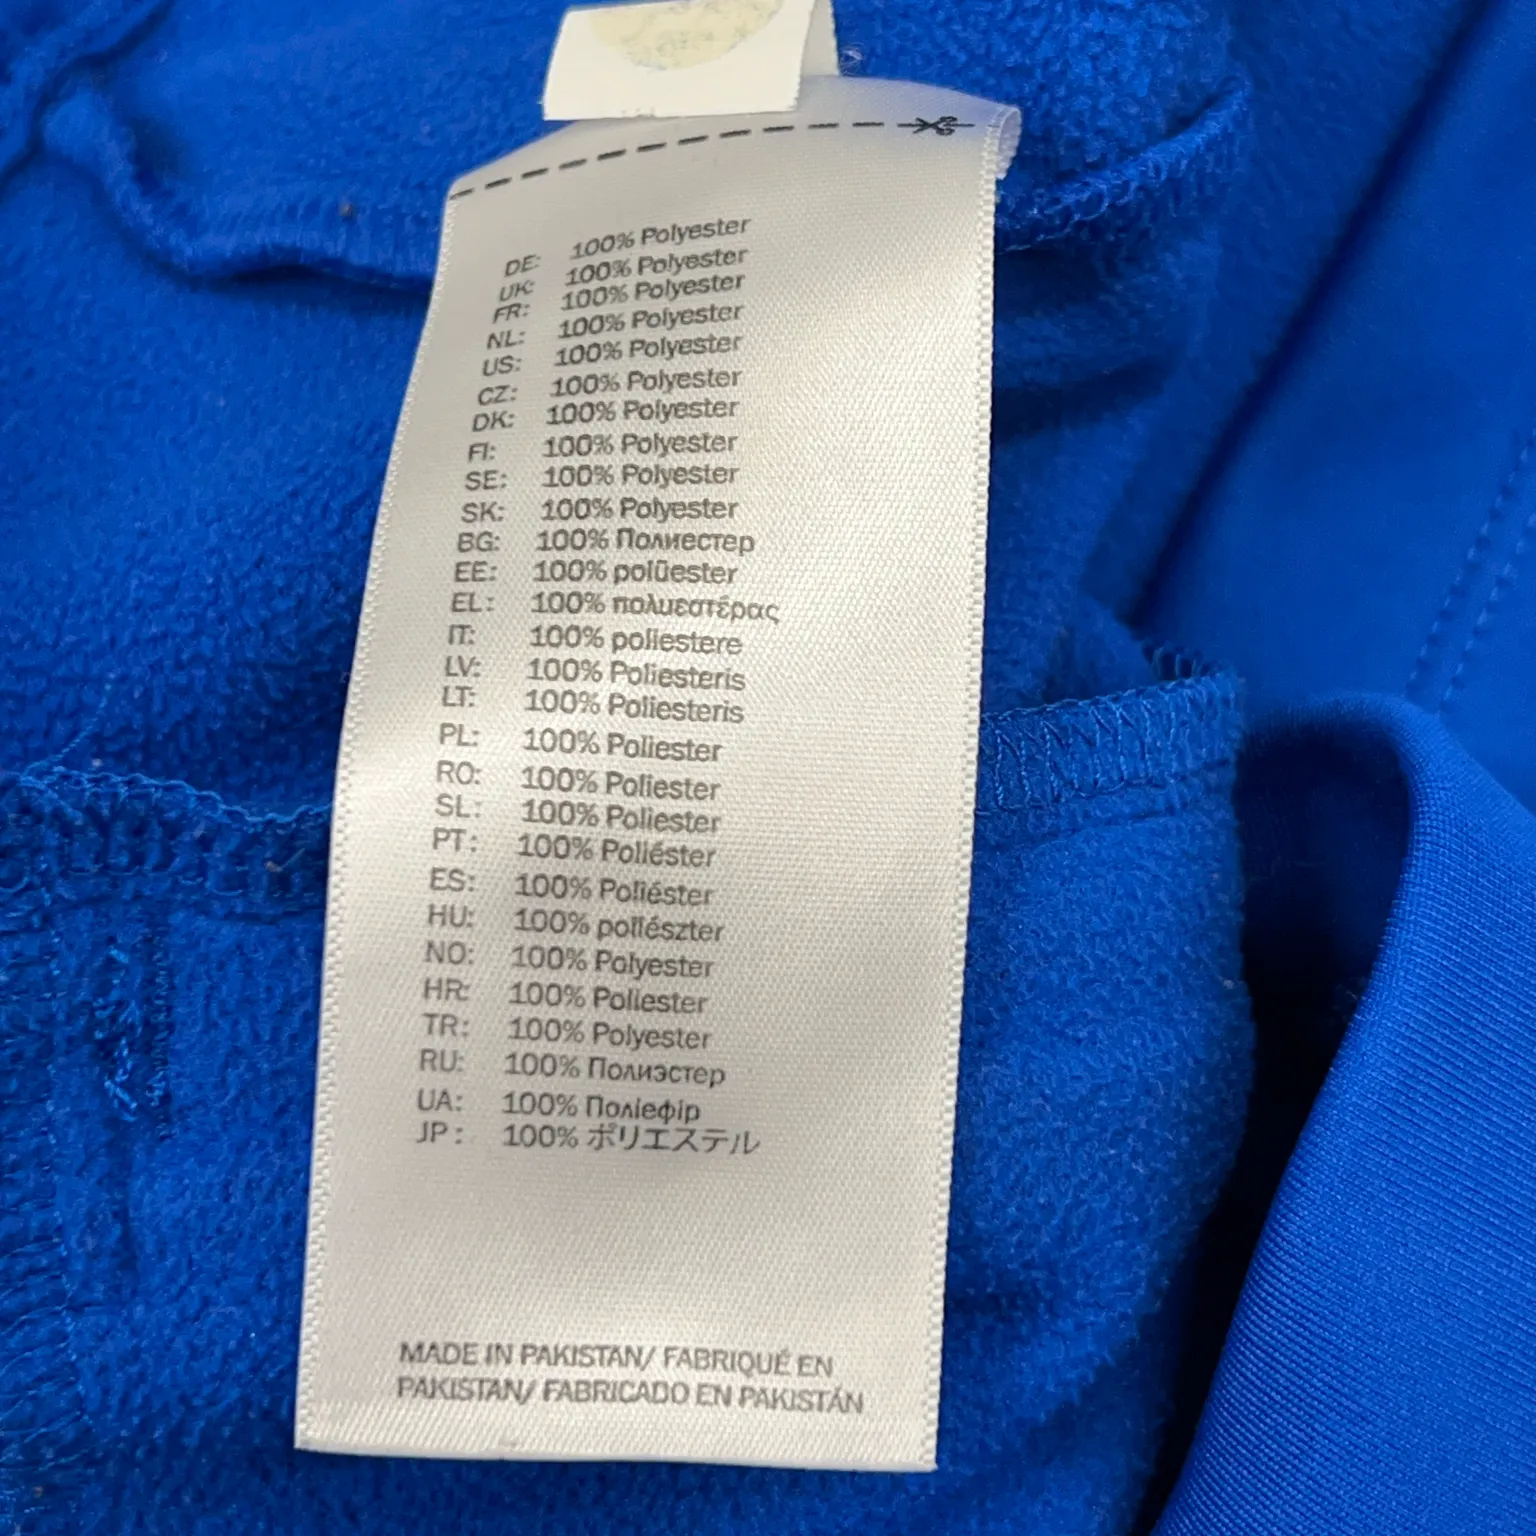 DE: 100% Polyester
UK: 100% Polyester
FR: 100% Polyester
NL: 100% Polyester
US: 100% Polyester
CZ: 100% Polyester
DK: 100% Polyester
FI: 100% Polyester
SE: 100% Polyester
SK: 100% Polyester
BG: 100% Полиестер
EE: 100% polüester
EL: 100% πολυεστέρας
IT: 100% poliestere
LV: 100% Poliesteris
LT: 100% Poliesteris
PL: 100% Poliester
RO: 100% Poliester
SL: 100% Poliester
PT: 100% Poliéster
ES: 100% Poliéster
HU: 100% poliészter
NO: 100% Polyester
HR: 100% Poliester
TR: 100% Polyester
RU: 100% Полиэстер
UA: 100% Поліефір
JP: 100% ポリエステル
MADE IN PAKISTAN/ FABRIQUÉ EN
PAKISTAN/ FABRICADO EN PAKISTÁN